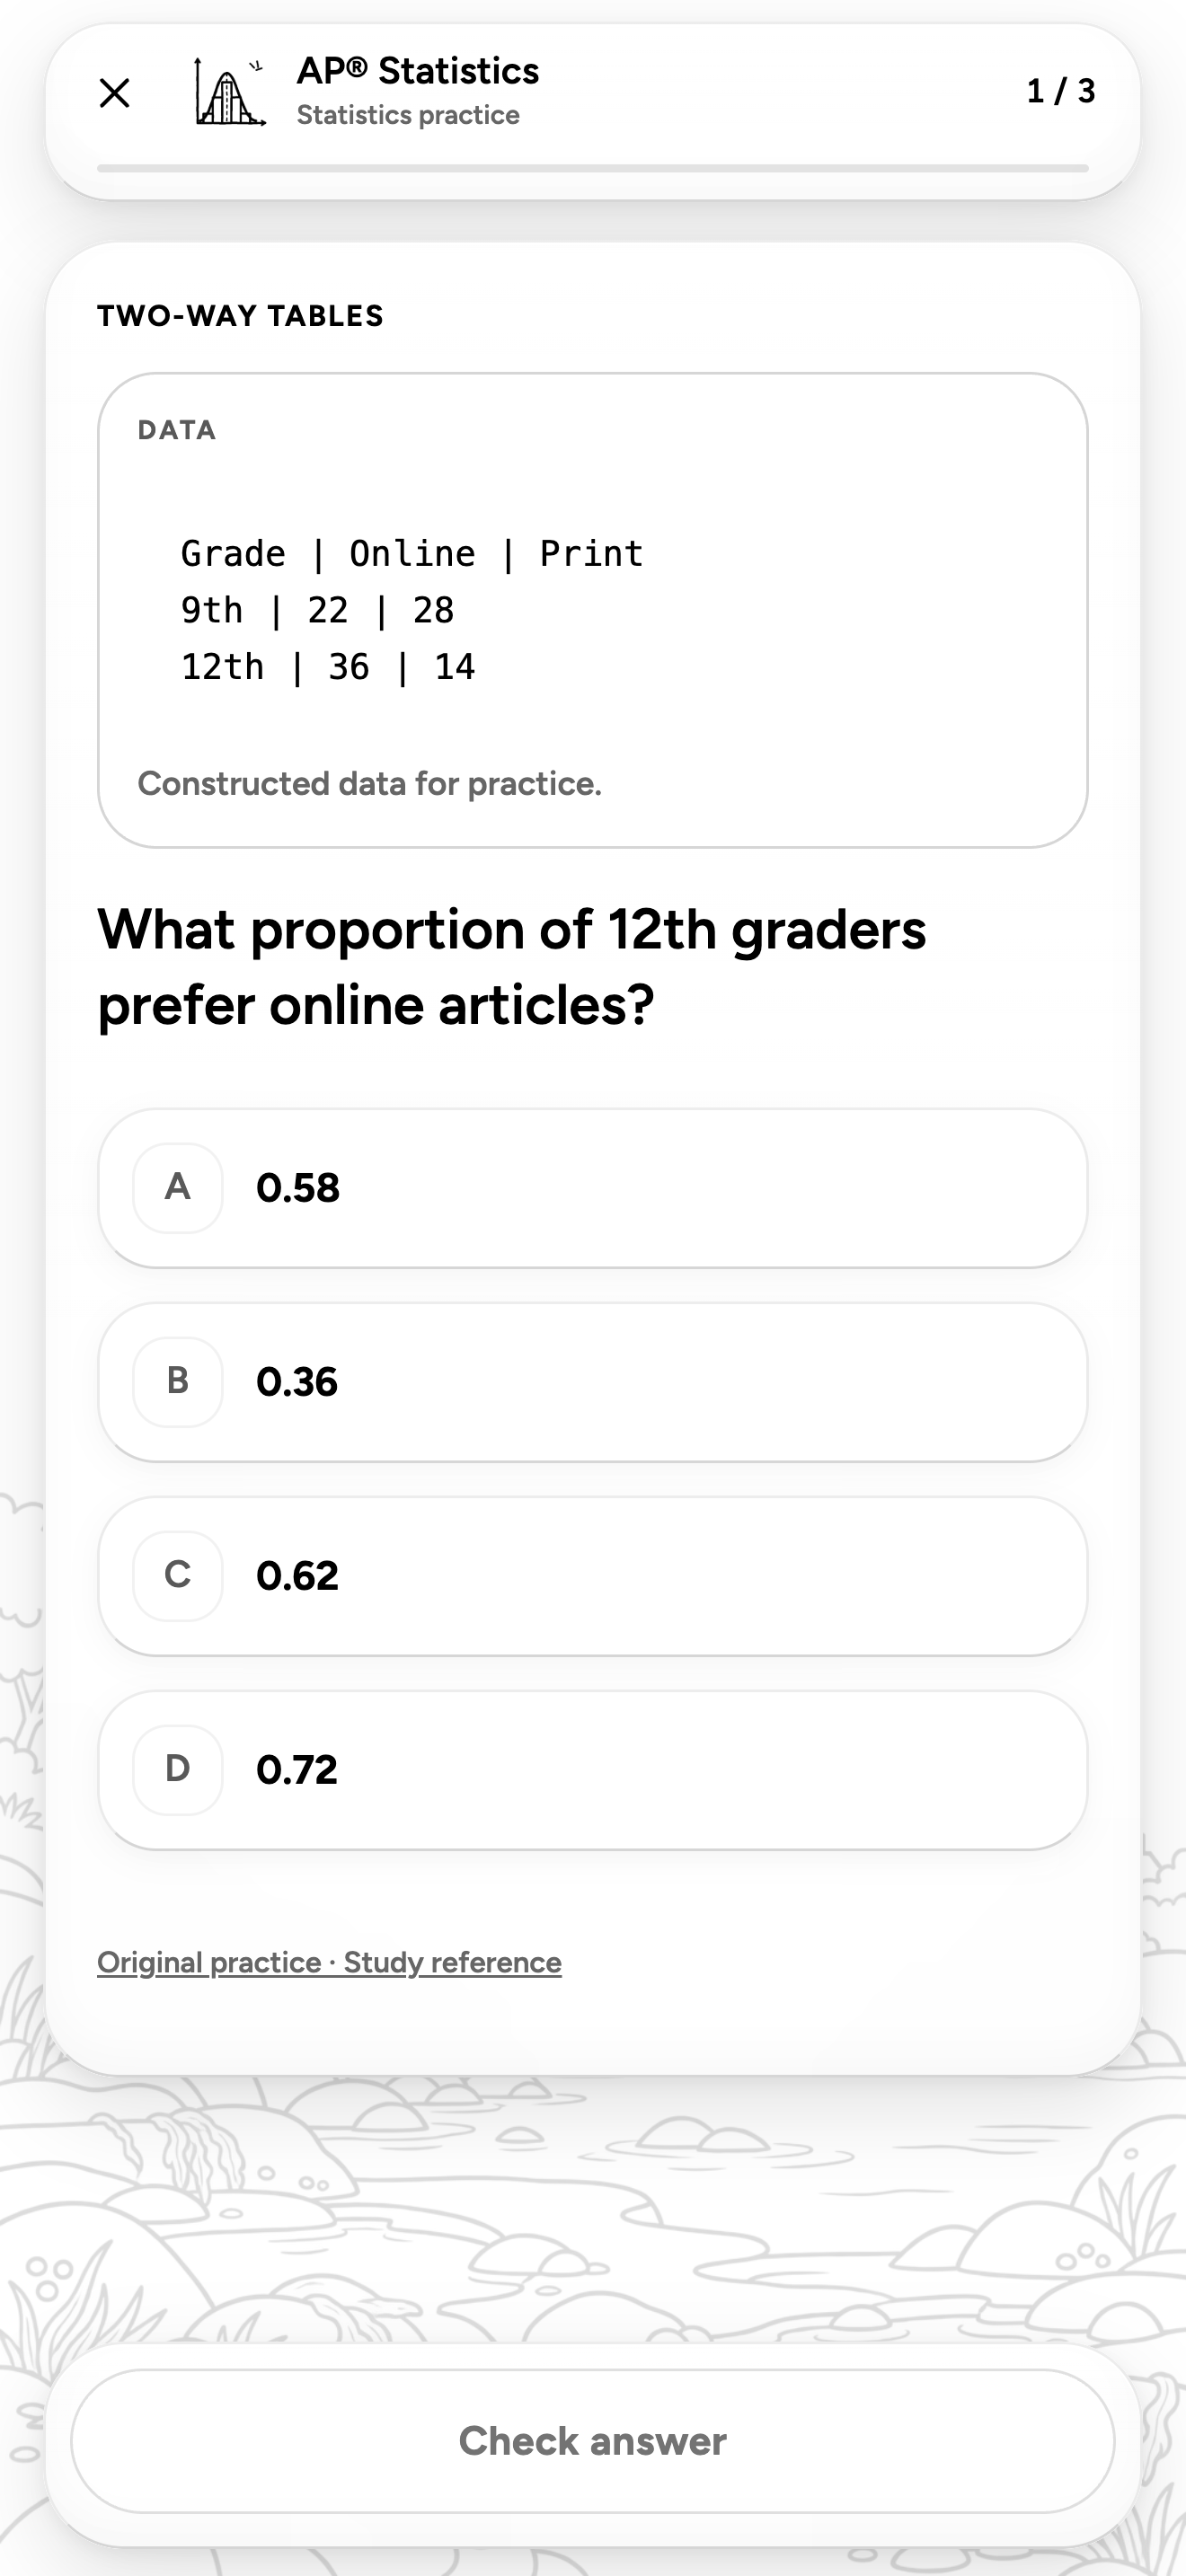 AP® Statistics
Statistics practice
1 / 3
TWO-WAY TABLES
DATA
Grade | Online | Print
9th | 22 | 28
12th | 36 | 14
Constructed data for practice.
What proportion of 12th graders
prefer online articles?
A 0.58
B 0.36
C 0.62
D 0.72
Original practice · Study reference
Check answer